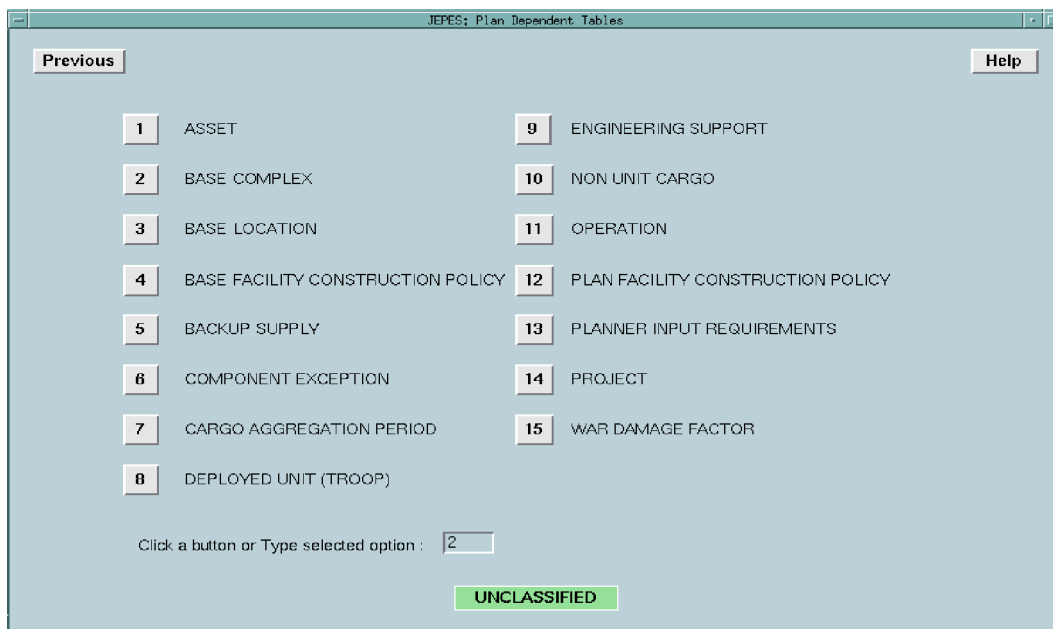 JEPES: Plan Dependent Tables
Previous
Help
1 ASSET
9 ENGINEERING SUPPORT
2 BASE COMPLEX
10 NON UNIT CARGO
3 BASE LOCATION
11 OPERATION
4 BASE FACILITY CONSTRUCTION POLICY
12 PLAN FACILITY CONSTRUCTION POLICY
5 BACKUP SUPPLY
13 PLANNER INPUT REQUIREMENTS
6 COMPONENT EXCEPTION
14 PROJECT
7 CARGO AGGREGATION PERIOD
15 WAR DAMAGE FACTOR
8 DEPLOYED UNIT (TROOP)
Click a button or Type selected option : 2
UNCLASSIFIED